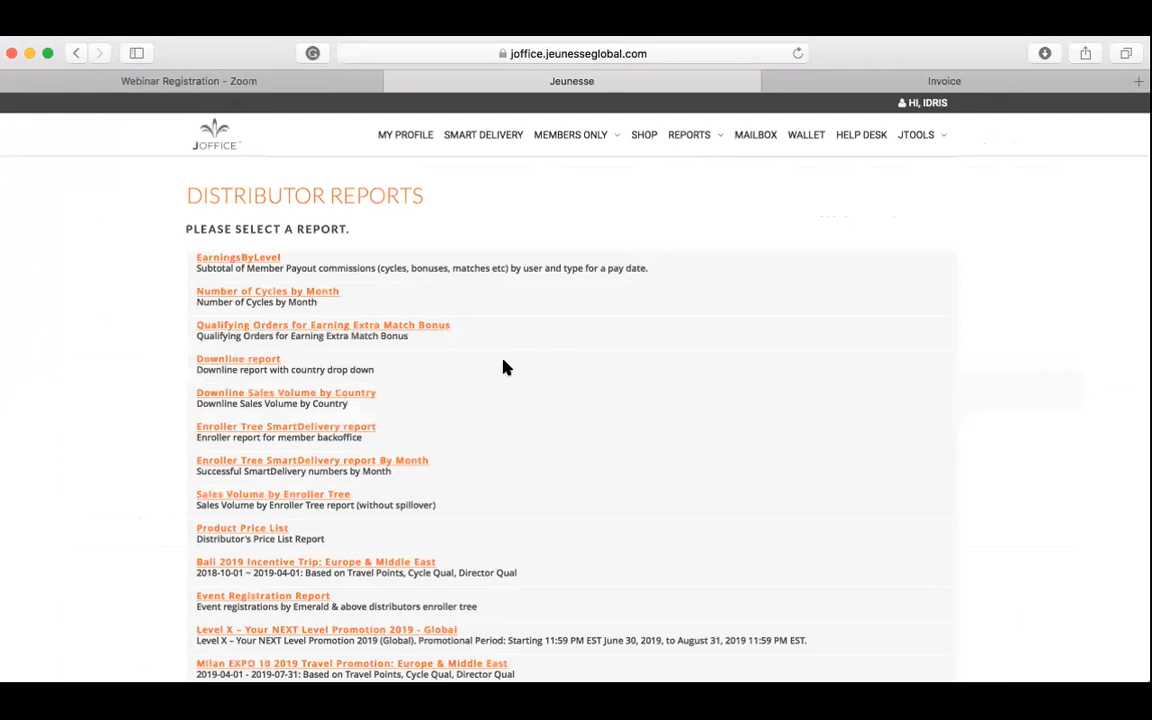 joffice.jeunesseglobal.com
Webinar Registration - Zoom
Jeunesse
Invoice
HI, IDRIS
JOFFICE
MY PROFILE SMART DELIVERY MEMBERS ONLY SHOP REPORTS MAILBOX WALLET HELP DESK JTOOLS
DISTRIBUTOR REPORTS
PLEASE SELECT A REPORT.
EarningsByLevel
Subtotal of Member Payout commissions (cycles, bonuses, matches etc) by user and type for a pay date.
Number of Cycles by Month
Number of Cycles by Month
Qualifying Orders for Earning Extra Match Bonus
Qualifying Orders for Earning Extra Match Bonus
Downline report
Downline report with country drop down
Downline Sales Volume by Country
Downline Sales Volume by Country
Enroller Tree SmartDelivery report
Enroller report for member backoffice
Enroller Tree SmartDelivery report By Month
Successful SmartDelivery numbers by Month
Sales Volume by Enroller Tree
Sales Volume by Enroller Tree report (without spillover)
Product Price List
Distributor's Price List Report
Bali 2019 Incentive Trip: Europe & Middle East
2018-10-01 ~ 2019-04-01: Based on Travel Points, Cycle Qual, Director Qual
Event Registration Report
Event registrations by Emerald & above distributors enroller tree
Level X – Your NEXT Level Promotion 2019 - Global
Level X – Your NEXT Level Promotion 2019 (Global). Promotional Period: Starting 11:59 PM EST June 30, 2019, to August 31, 2019 11:59 PM EST.
Milan EXPO 10 2019 Travel Promotion: Europe & Middle East
2019-04-01 - 2019-07-31: Based on Travel Points, Cycle Qual, Director Qual